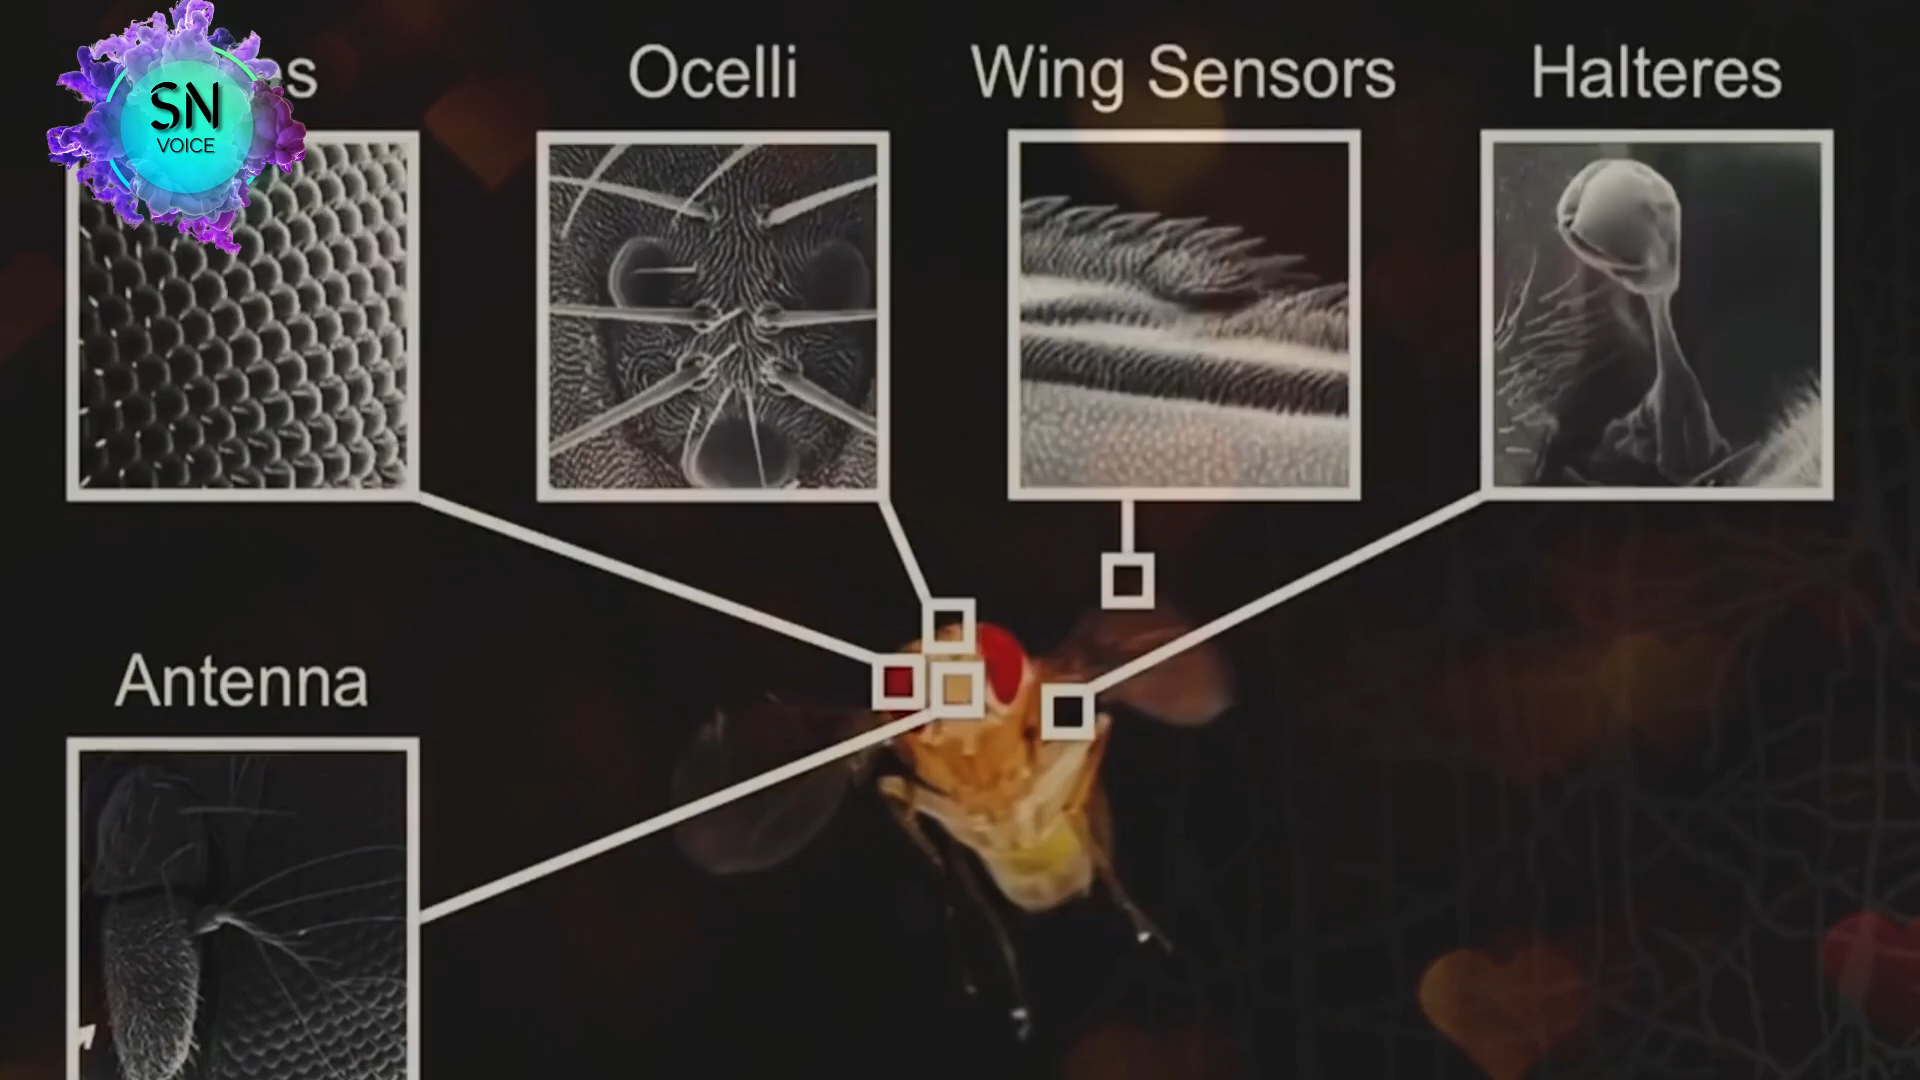 SN
VOICE
Ocelli
Wing Sensors
Halteres
Antenna